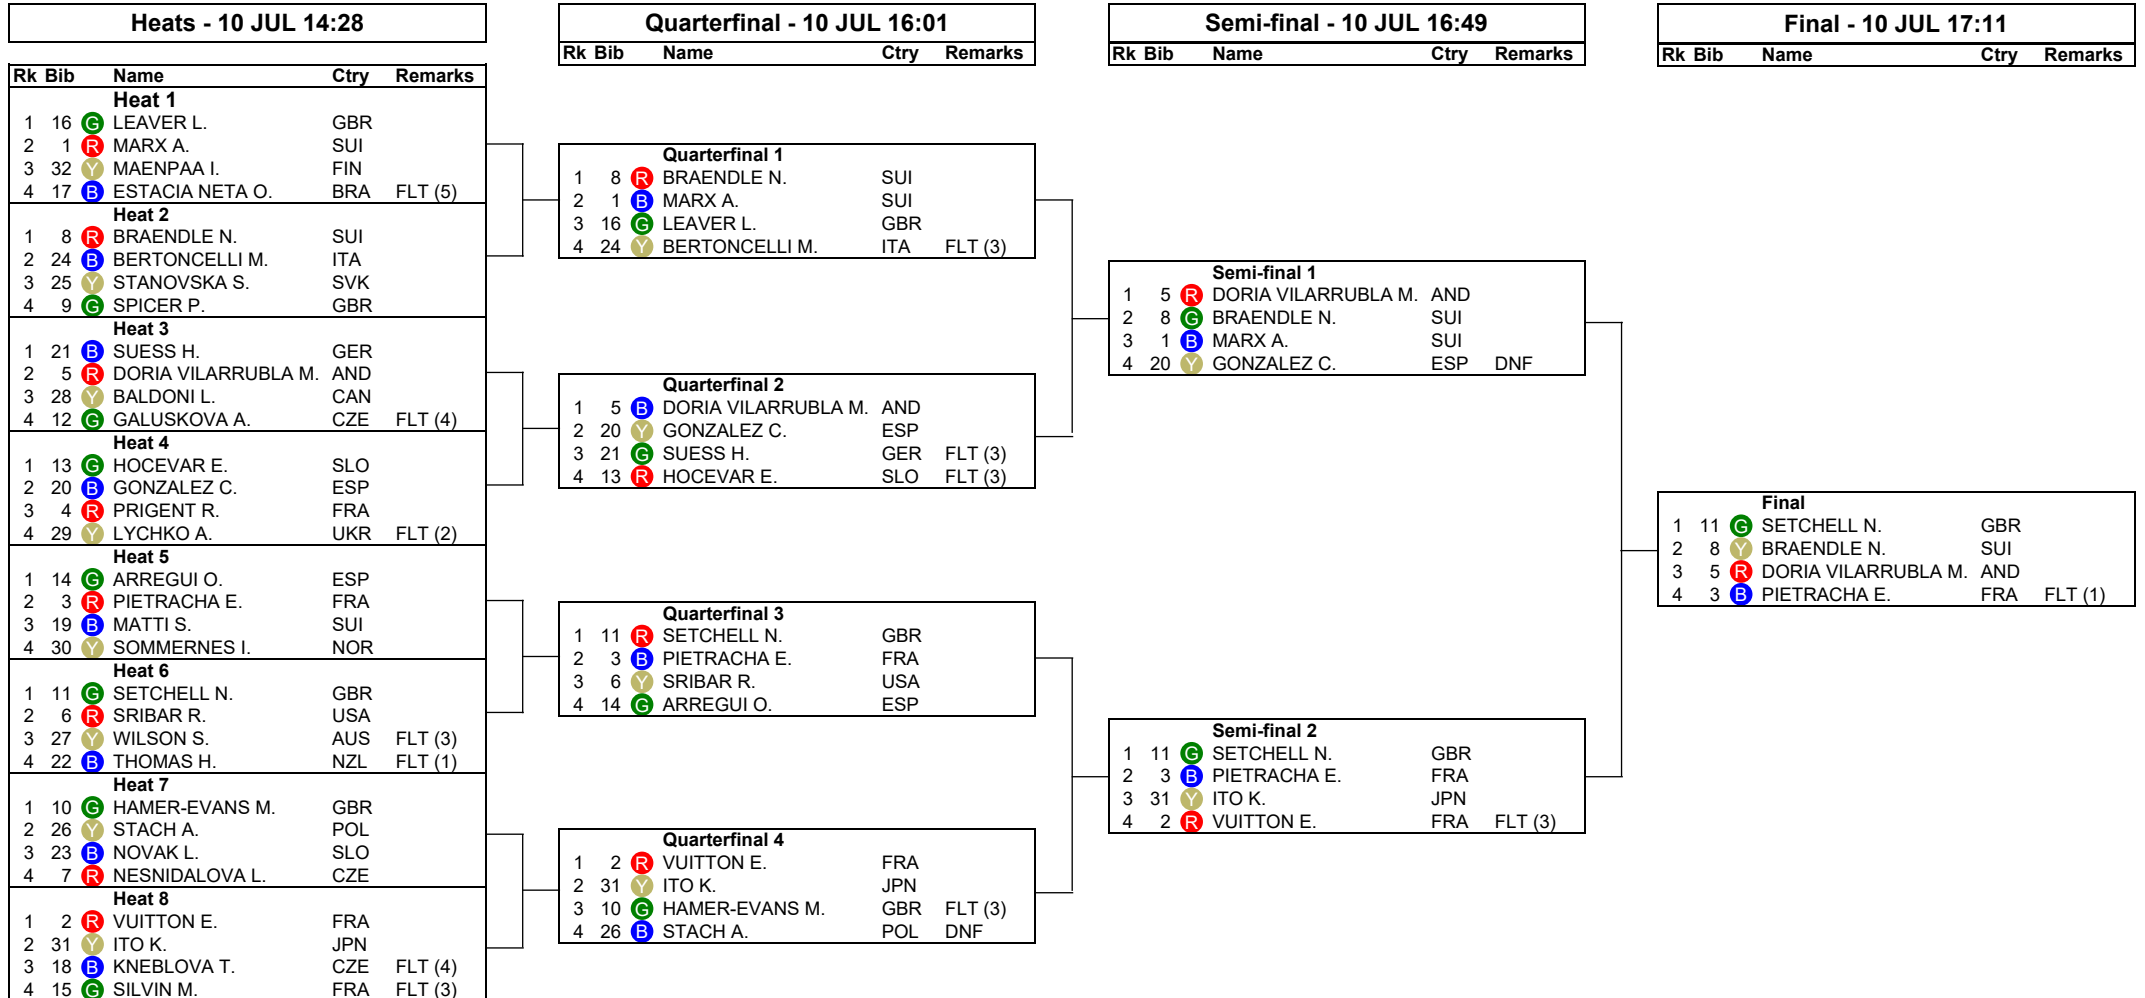 Heats - 10 JUL 14:28
Rk Bib Name Ctry Remarks
Heat 1
1 16 G LEAVER L. GBR
2 1 R MARX A. SUI
3 32 Y MAENPAA I. FIN
4 17 B ESTACIA NETA O. BRA FLT (5)
Heat 2
1 8 R BRAENDLE N. SUI
2 24 B BERTONCELLI M. ITA
3 25 Y STANOVSKA S. SVK
4 9 G SPICER P. GBR
Heat 3
1 21 B SUESS H. GER
2 5 R DORIA VILARRUBLA M. AND
3 28 Y BALDONI L. CAN
4 12 G GALUSKOVA A. CZE FLT (4)
Heat 4
1 13 G HOCEVAR E. SLO
2 20 B GONZALEZ C. ESP
3 4 R PRIGENT R. FRA
4 29 Y LYCHKO A. UKR FLT (2)
Heat 5
1 14 G ARREGUI O. ESP
2 3 R PIETRACHA E. FRA
3 19 B MATTI S. SUI
4 30 Y SOMMERNES I. NOR
Heat 6
1 11 G SETCHELL N. GBR
2 6 R SRIBAR R. USA
3 27 Y WILSON S. AUS FLT (3)
4 22 B THOMAS H. NZL FLT (1)
Heat 7
1 10 G HAMER-EVANS M. GBR
2 26 Y STACH A. POL
3 23 B NOVAK L. SLO
4 7 R NESNIDALOVA L. CZE
Heat 8
1 2 R VUITTON E. FRA
2 31 Y ITO K. JPN
3 18 B KNEBLOVA T. CZE FLT (4)
4 15 G SILVIN M. FRA FLT (3)
Quarterfinal - 10 JUL 16:01
Rk Bib Name Ctry Remarks
Quarterfinal 1
1 8 R BRAENDLE N. SUI
2 1 B MARX A. SUI
3 16 G LEAVER L. GBR
4 24 Y BERTONCELLI M. ITA FLT (3)
Quarterfinal 2
1 5 B DORIA VILARRUBLA M. AND
2 20 Y GONZALEZ C. ESP
3 21 G SUESS H. GER FLT (3)
4 13 R HOCEVAR E. SLO FLT (3)
Quarterfinal 3
1 11 R SETCHELL N. GBR
2 3 B PIETRACHA E. FRA
3 6 Y SRIBAR R. USA
4 14 G ARREGUI O. ESP
Quarterfinal 4
1 2 R VUITTON E. FRA
2 31 Y ITO K. JPN
3 10 G HAMER-EVANS M. GBR FLT (3)
4 26 B STACH A. POL DNF
Semi-final - 10 JUL 16:49
Rk Bib Name Ctry Remarks
Semi-final 1
1 5 R DORIA VILARRUBLA M. AND
2 8 G BRAENDLE N. SUI
3 1 B MARX A. SUI
4 20 Y GONZALEZ C. ESP DNF
Semi-final 2
1 11 G SETCHELL N. GBR
2 3 B PIETRACHA E. FRA
3 31 Y ITO K. JPN
4 2 R VUITTON E. FRA FLT (3)
Final - 10 JUL 17:11
Rk Bib Name Ctry Remarks
Final
1 11 G SETCHELL N. GBR
2 8 Y BRAENDLE N. SUI
3 5 R DORIA VILARRUBLA M. AND
4 3 B PIETRACHA E. FRA FLT (1)